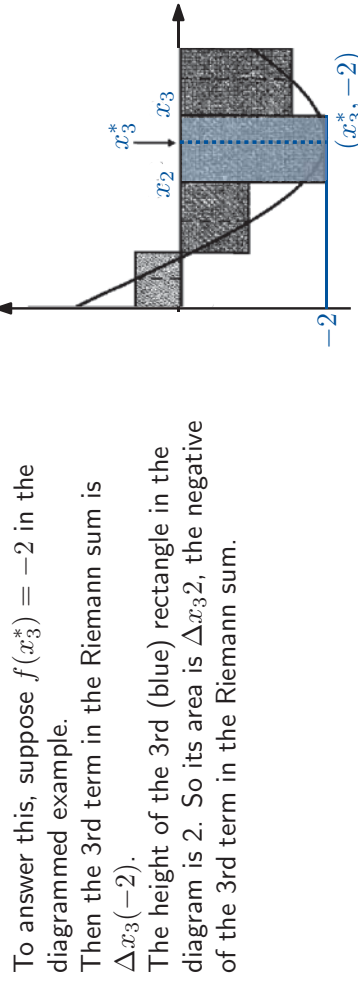 To answer this, suppose f(x₃*) = −2 in the
diagrammed example.
Then the 3rd term in the Riemann sum is
Δx₃(−2).
The height of the 3rd (blue) rectangle in the
diagram is 2. So its area is Δx₃2, the negative
of the 3rd term in the Riemann sum.
x₃*
x₂
x₃
−2
(x₃*, −2)